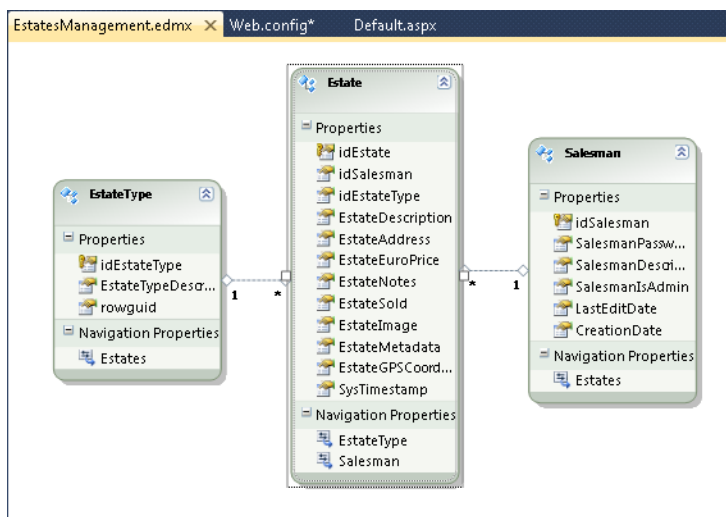 EstatesManagement.edmx
Web.config*
Default.aspx
EstateType
Properties
idEstateType
EstateTypeDescr...
rowguid
Navigation Properties
Estates
1
*
Estate
Properties
idEstate
idSalesman
idEstateType
EstateDescription
EstateAddress
EstateEuroPrice
EstateNotes
EstateSold
EstateImage
EstateMetadata
EstateGPSCoord...
SysTimestamp
Navigation Properties
EstateType
Salesman
*
1
Salesman
Properties
idSalesman
SalesmanPassw...
SalesmanDescri...
SalesmanIsAdmin
LastEditDate
CreationDate
Navigation Properties
Estates